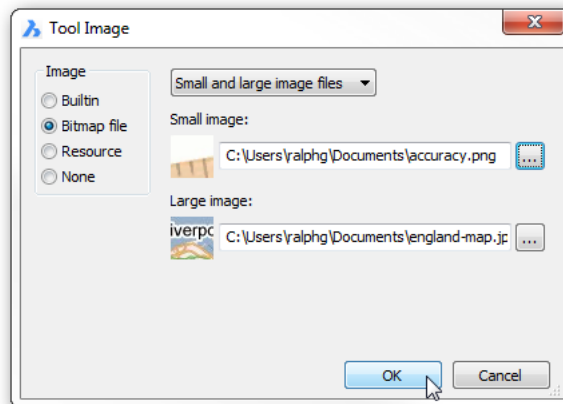 Tool Image
Image
Builtin
Bitmap file
Resource
None
Small and large image files
Small image:
C:\Users\ralphg\Documents\accuracy.png
...
Large image:
iverpo
C:\Users\ralphg\Documents\england-map.jp
...
OK
Cancel